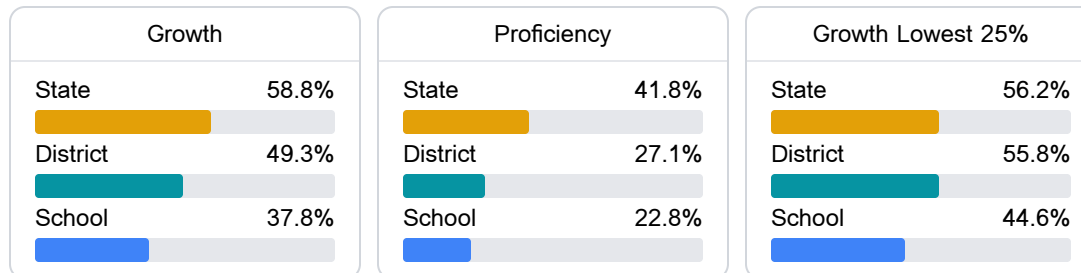 Growth
State 58.8%
District 49.3%
School 37.8%
Proficiency
State 41.8%
District 27.1%
School 22.8%
Growth Lowest 25%
State 56.2%
District 55.8%
School 44.6%